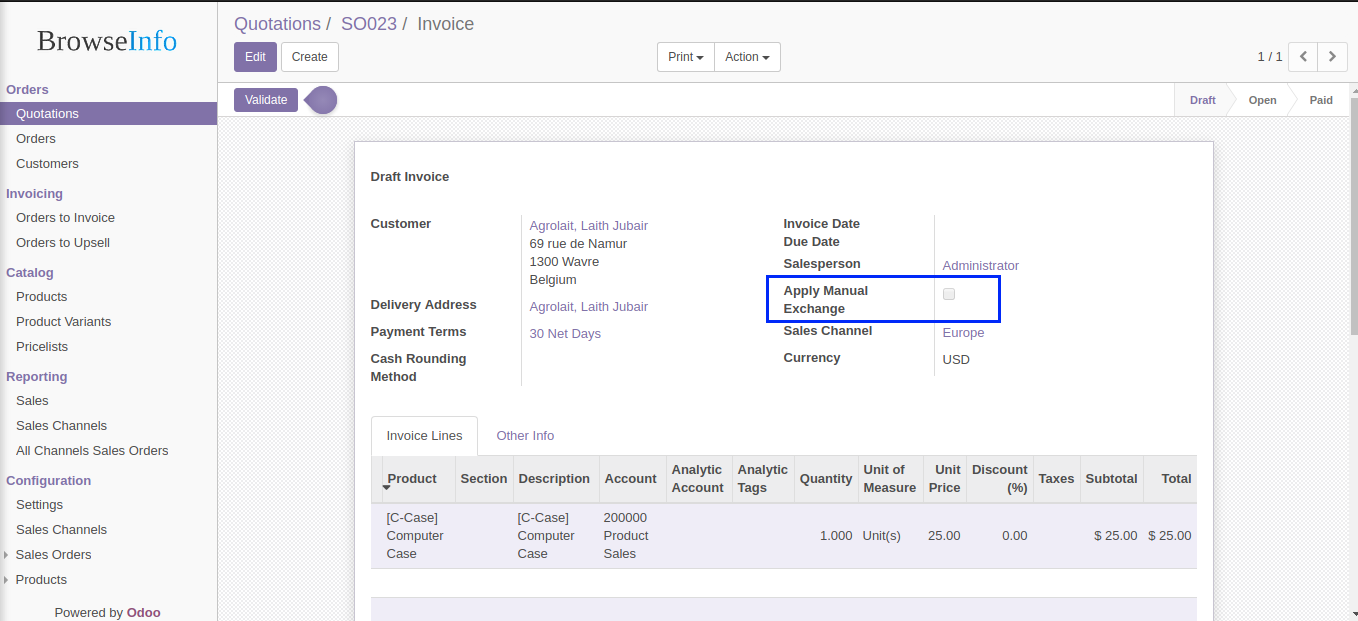 BrowseInfo
Orders
Quotations
Orders
Customers
Invoicing
Orders to Invoice
Orders to Upsell
Catalog
Products
Product Variants
Pricelists
Reporting
Sales
Sales Channels
All Channels Sales Orders
Configuration
Settings
Sales Channels
Sales Orders
Products
Powered by Odoo
Quotations / SO023 / Invoice
Edit Create Print Action 1 / 1
Validate Draft Open Paid
Draft Invoice
Customer Agrolait, Laith Jubair
69 rue de Namur
1300 Wavre
Belgium
Delivery Address Agrolait, Laith Jubair
Payment Terms 30 Net Days
Cash Rounding
Method
Invoice Date
Due Date
Salesperson Administrator
Apply Manual
Exchange
Sales Channel Europe
Currency USD
Invoice Lines Other Info
Product Section Description Account Analytic Account Analytic Tags Quantity Unit of Measure Unit Price Discount (%) Taxes Subtotal Total
[C-Case] Computer Case [C-Case] Computer Case 200000 Product Sales 1.000 Unit(s) 25.00 0.00 $ 25.00 $ 25.00